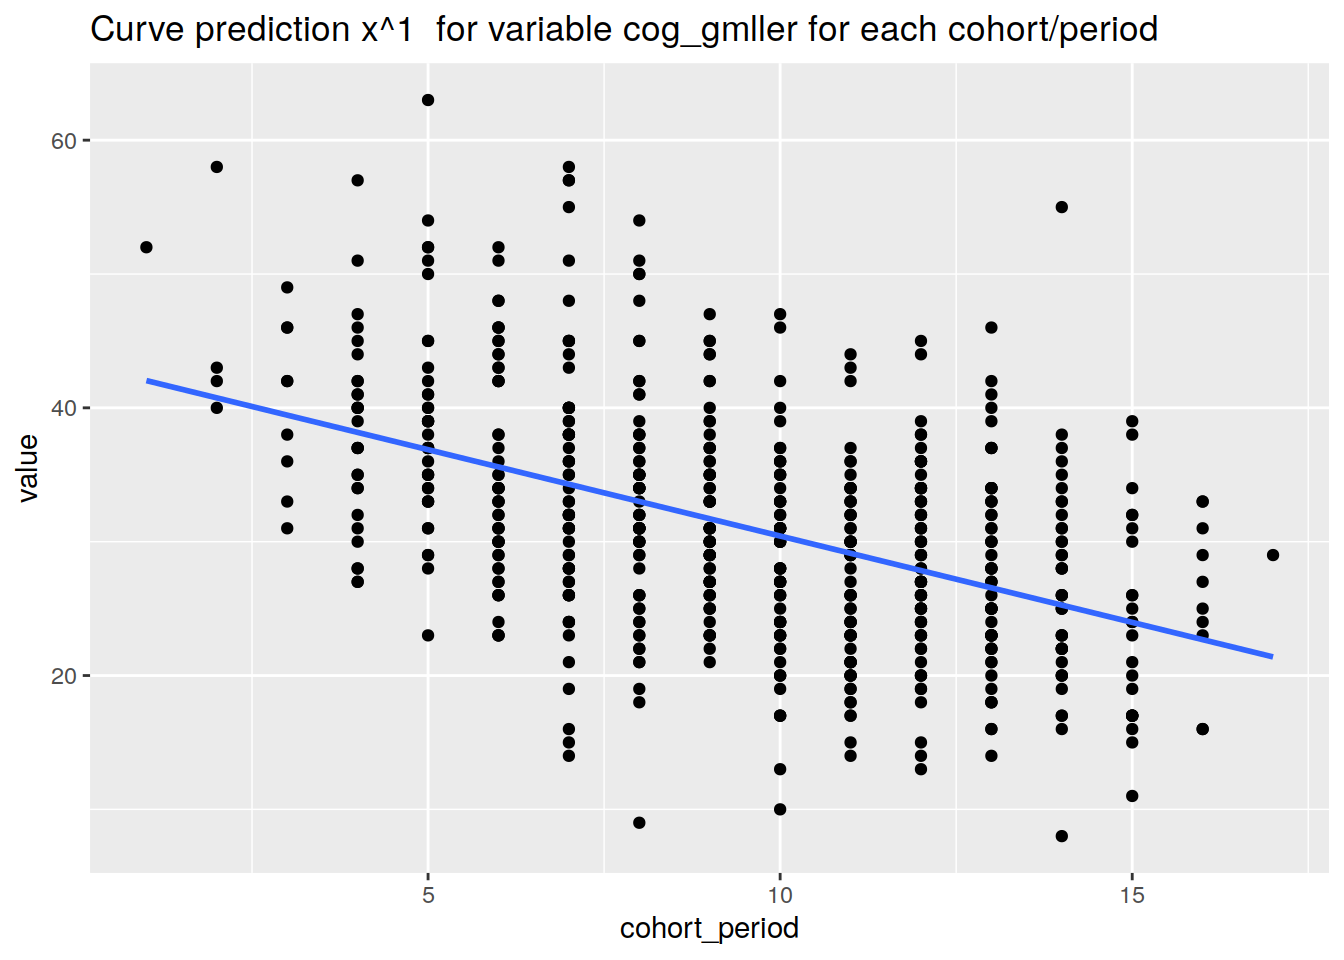 Curve prediction x^1  for variable cog_gmller for each cohort/period
60
40
20
value
5 10 15
cohort_period